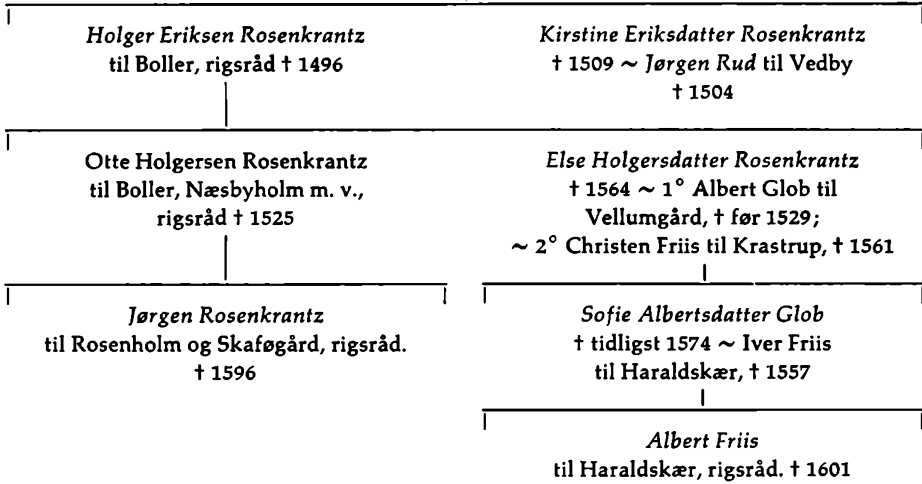 Holger Eriksen Rosenkrantz
til Boller, rigsråd † 1496
Kirstine Eriksdatter Rosenkrantz
† 1509 ~ Jørgen Rud til Vedby
† 1504
Otte Holgersen Rosenkrantz
til Boller, Næsbyholm m. v.,
rigsråd † 1525
Else Holgersdatter Rosenkrantz
† 1564 ~ 1° Albert Glob til
Vellumgård, † før 1529;
~ 2° Christen Friis til Krastrup, † 1561
Jørgen Rosenkrantz
til Rosenholm og Skaføgård, rigsråd.
† 1596
Sofie Albertsdatter Glob
† tidligst 1574 ~ Iver Friis
til Haraldskær, † 1557
Albert Friis
til Haraldskær, rigsråd. † 1601